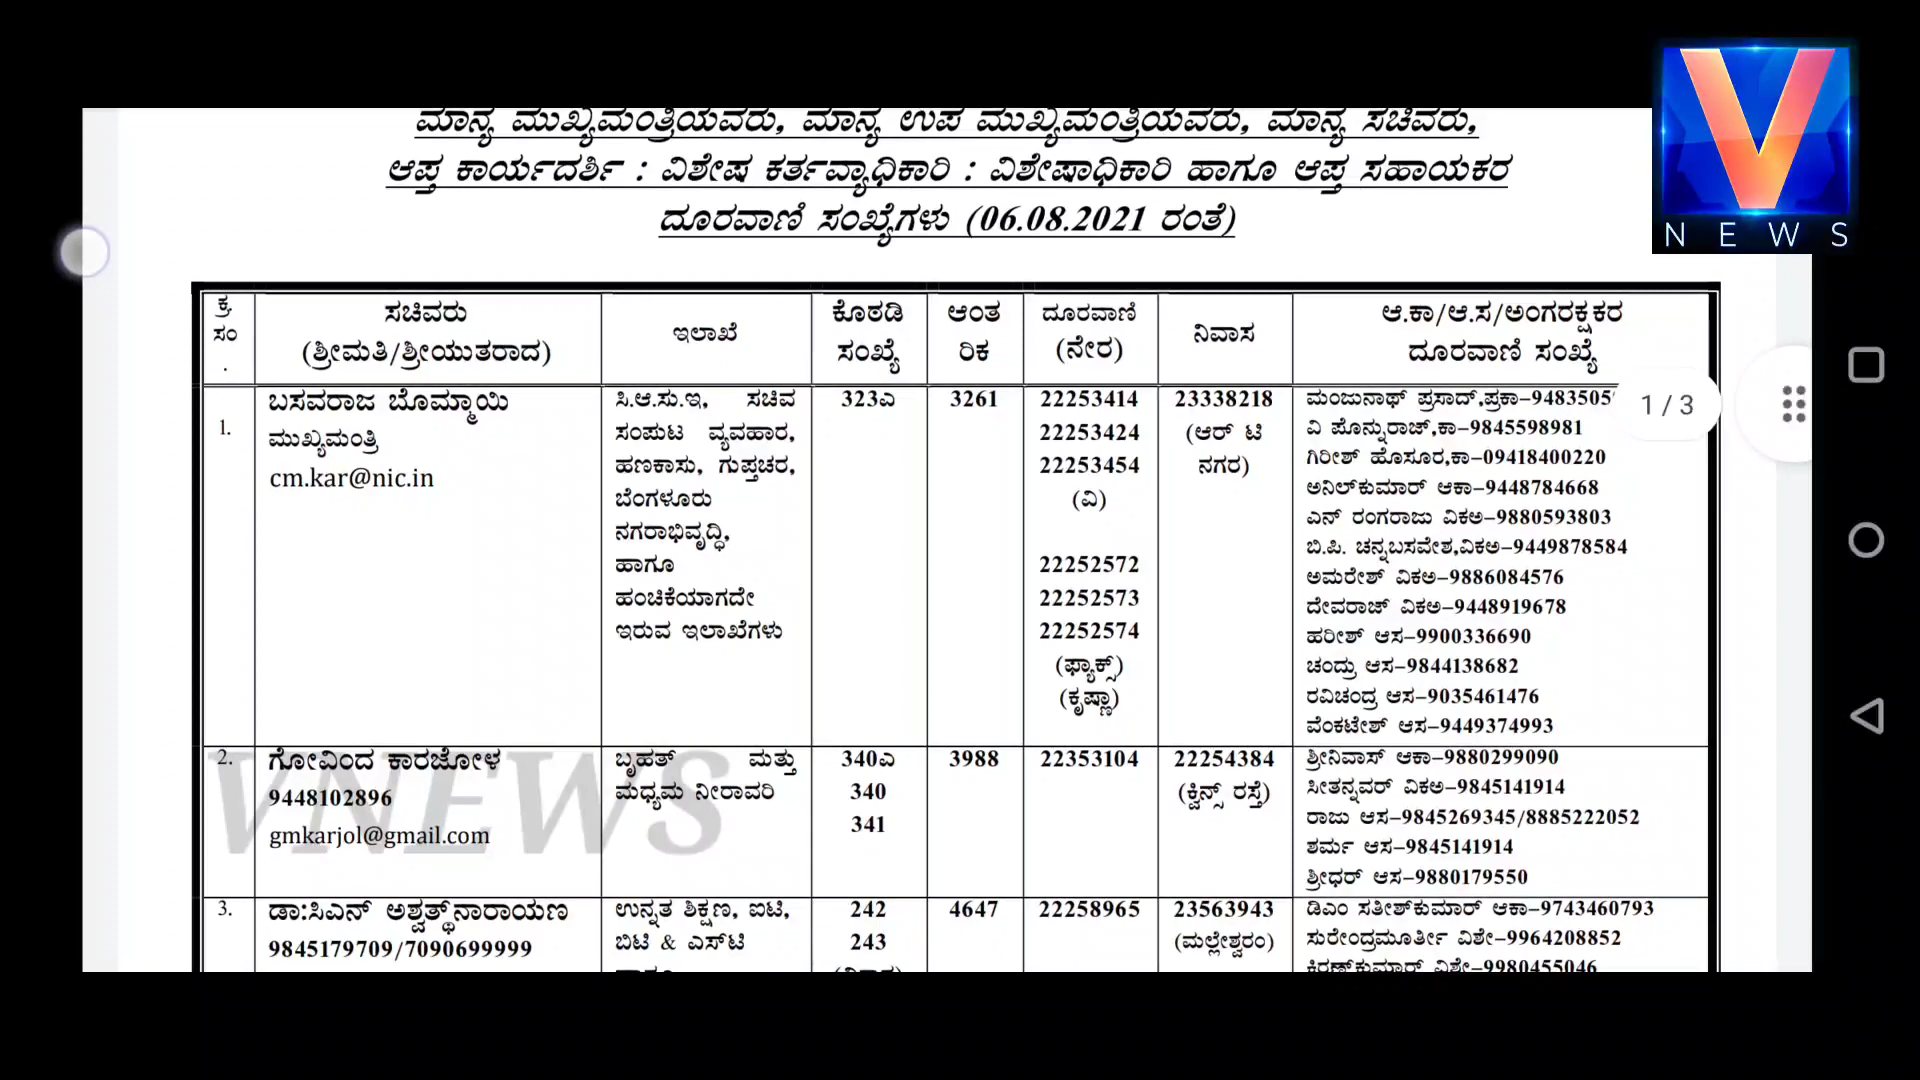 ಮಾನ್ಯ ಮುಖ್ಯಮಂತ್ರಿಯವರು, ಮಾನ್ಯ ಉಪ ಮುಖ್ಯಮಂತ್ರಿಯವರು, ಮಾನ್ಯ ಸಚಿವರು,
ಆಪ್ತ ಕಾರ್ಯದರ್ಶಿ : ವಿಶೇಷ ಕರ್ತವ್ಯಾಧಿಕಾರಿ : ವಿಶೇಷಾಧಿಕಾರಿ ಹಾಗೂ ಆಪ್ತ ಸಹಾಯಕರ
ದೂರವಾಣಿ ಸಂಖ್ಯೆಗಳು (06.08.2021 ರಂತೆ)
V
NEWS
ಕ್ರ.
ಸಂ
.
ಸಚಿವರು
(ಶ್ರೀಮತಿ/ಶ್ರೀಯುತರಾದ)
ಇಲಾಖೆ
ಕೊಠಡಿ
ಸಂಖ್ಯೆ
ಆಂತ
ರಿಕ
ದೂರವಾಣಿ
(ನೇರ)
ನಿವಾಸ
ಆ.ಕಾ/ಆ.ಸ/ಅಂಗರಕ್ಷಕರ
ದೂರವಾಣಿ ಸಂಖ್ಯೆ
1 / 3
1.
ಬಸವರಾಜ ಬೊಮ್ಮಾಯಿ
ಮುಖ್ಯಮಂತ್ರಿ
cm.kar@nic.in
ಸಿ.ಆ.ಸು.ಇ, ಸಚಿವ
ಸಂಪುಟ ವ್ಯವಹಾರ,
ಹಣಕಾಸು, ಗುಪ್ತಚರ,
ಬೆಂಗಳೂರು
ನಗರಾಭಿವೃದ್ಧಿ,
ಹಾಗೂ
ಹಂಚಿಕೆಯಾಗದೇ
ಇರುವ ಇಲಾಖೆಗಳು
323ಎ
3261
22253414
22253424
22253454
(ವಿ)
22252572
22252573
22252574
(ಫ್ಯಾಕ್ಸ್)
(ಕೃಷ್ಣಾ)
23338218
(ಆರ್ ಟಿ
ನಗರ)
ಮಂಜುನಾಥ್ ಪ್ರಸಾದ್,ಪ್ರಕಾ-9483505
ವಿ ಪೊನ್ನುರಾಜ್,ಕಾ-9845598981
ಗಿರೀಶ್ ಹೊಸೂರ,ಕಾ-09418400220
ಅನಿಲ್‌ಕುಮಾರ್ ಆಕಾ-9448784668
ಎನ್ ರಂಗರಾಜು ವಿಕಅ-9880593803
ಬಿ.ಪಿ. ಚನ್ನಬಸವೇಶ,ವಿಕಅ-9449878584
ಅಮರೇಶ್ ವಿಕಅ-9886084576
ದೇವರಾಜ್ ವಿಕಅ-9448919678
ಹರೀಶ್ ಆಸ-9900336690
ಚಂದ್ರು ಆಸ-9844138682
ರವಿಚಂದ್ರ ಆಸ-9035461476
ವೆಂಕಟೇಶ್ ಆಸ-9449374993
2.
ಗೋವಿಂದ ಕಾರಜೋಳ
9448102896
gmkarjol@gmail.com
VNEWS
ಬೃಹತ್ ಮತ್ತು
ಮಧ್ಯಮ ನೀರಾವರಿ
340ಎ
340
341
3988
22353104
22254384
(ಕ್ವಿನ್ಸ್ ರಸ್ತೆ)
ಶ್ರೀನಿವಾಸ್ ಆಕಾ-9880299090
ಸೀತನ್ನವರ್ ವಿಕಅ-9845141914
ರಾಜು ಆಸ-9845269345/8885222052
ಶರ್ಮ ಆಸ-9845141914
ಶ್ರೀಧರ್ ಆಸ-9880179550
3.
ಡಾ:ಸಿಎನ್ ಅಶ್ವತ್ಥ್‌ನಾರಾಯಣ
9845179709/7090699999
ಉನ್ನತ ಶಿಕ್ಷಣ, ಐಟಿ,
ಬಿಟಿ & ಎಸ್‌ಟಿ
242
243
4647
22258965
23563943
(ಮಲ್ಲೇಶ್ವರಂ)
ಡಿಎಂ ಸತೀಶ್‌ಕುಮಾರ್ ಆಕಾ-9743460793
ಸುರೇಂದ್ರಮೂರ್ತೀ ವಿಶೇ-9964208852
ಕಿರಣ್‌ಕುಮಾರ್ ವಿಶೇ-9980455046